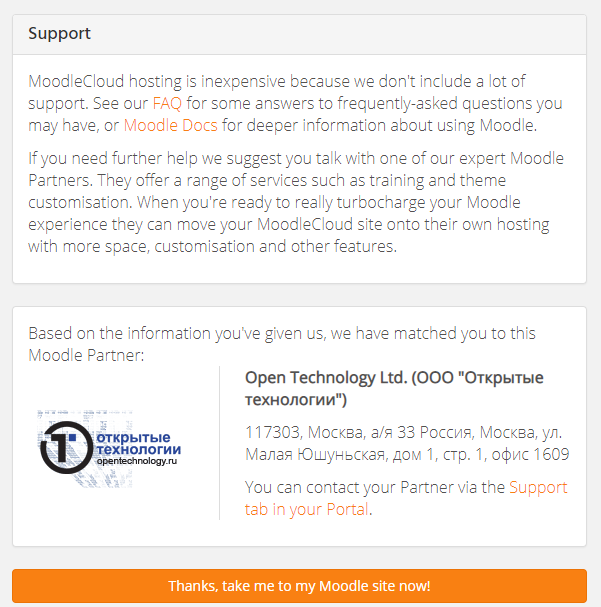 Support
MoodleCloud hosting is inexpensive because we don't include a lot of
support. See our FAQ for some answers to frequently-asked questions you
may have, or Moodle Docs for deeper information about using Moodle.
If you need further help we suggest you talk with one of our expert Moodle
Partners. They offer a range of services such as training and theme
customisation. When you're ready to really turbocharge your Moodle
experience they can move your MoodleCloud site onto their own hosting
with more space, customisation and other features.
Based on the information you've given us, we have matched you to this
Moodle Partner:
открытые
технологии
opentechnology.ru
Open Technology Ltd. (ООО "Открытые
технологии")
117303, Москва, а/я 33 Россия, Москва, ул.
Малая Юшуньская, дом 1, стр. 1, офис 1609
You can contact your Partner via the Support
tab in your Portal.
Thanks, take me to my Moodle site now!